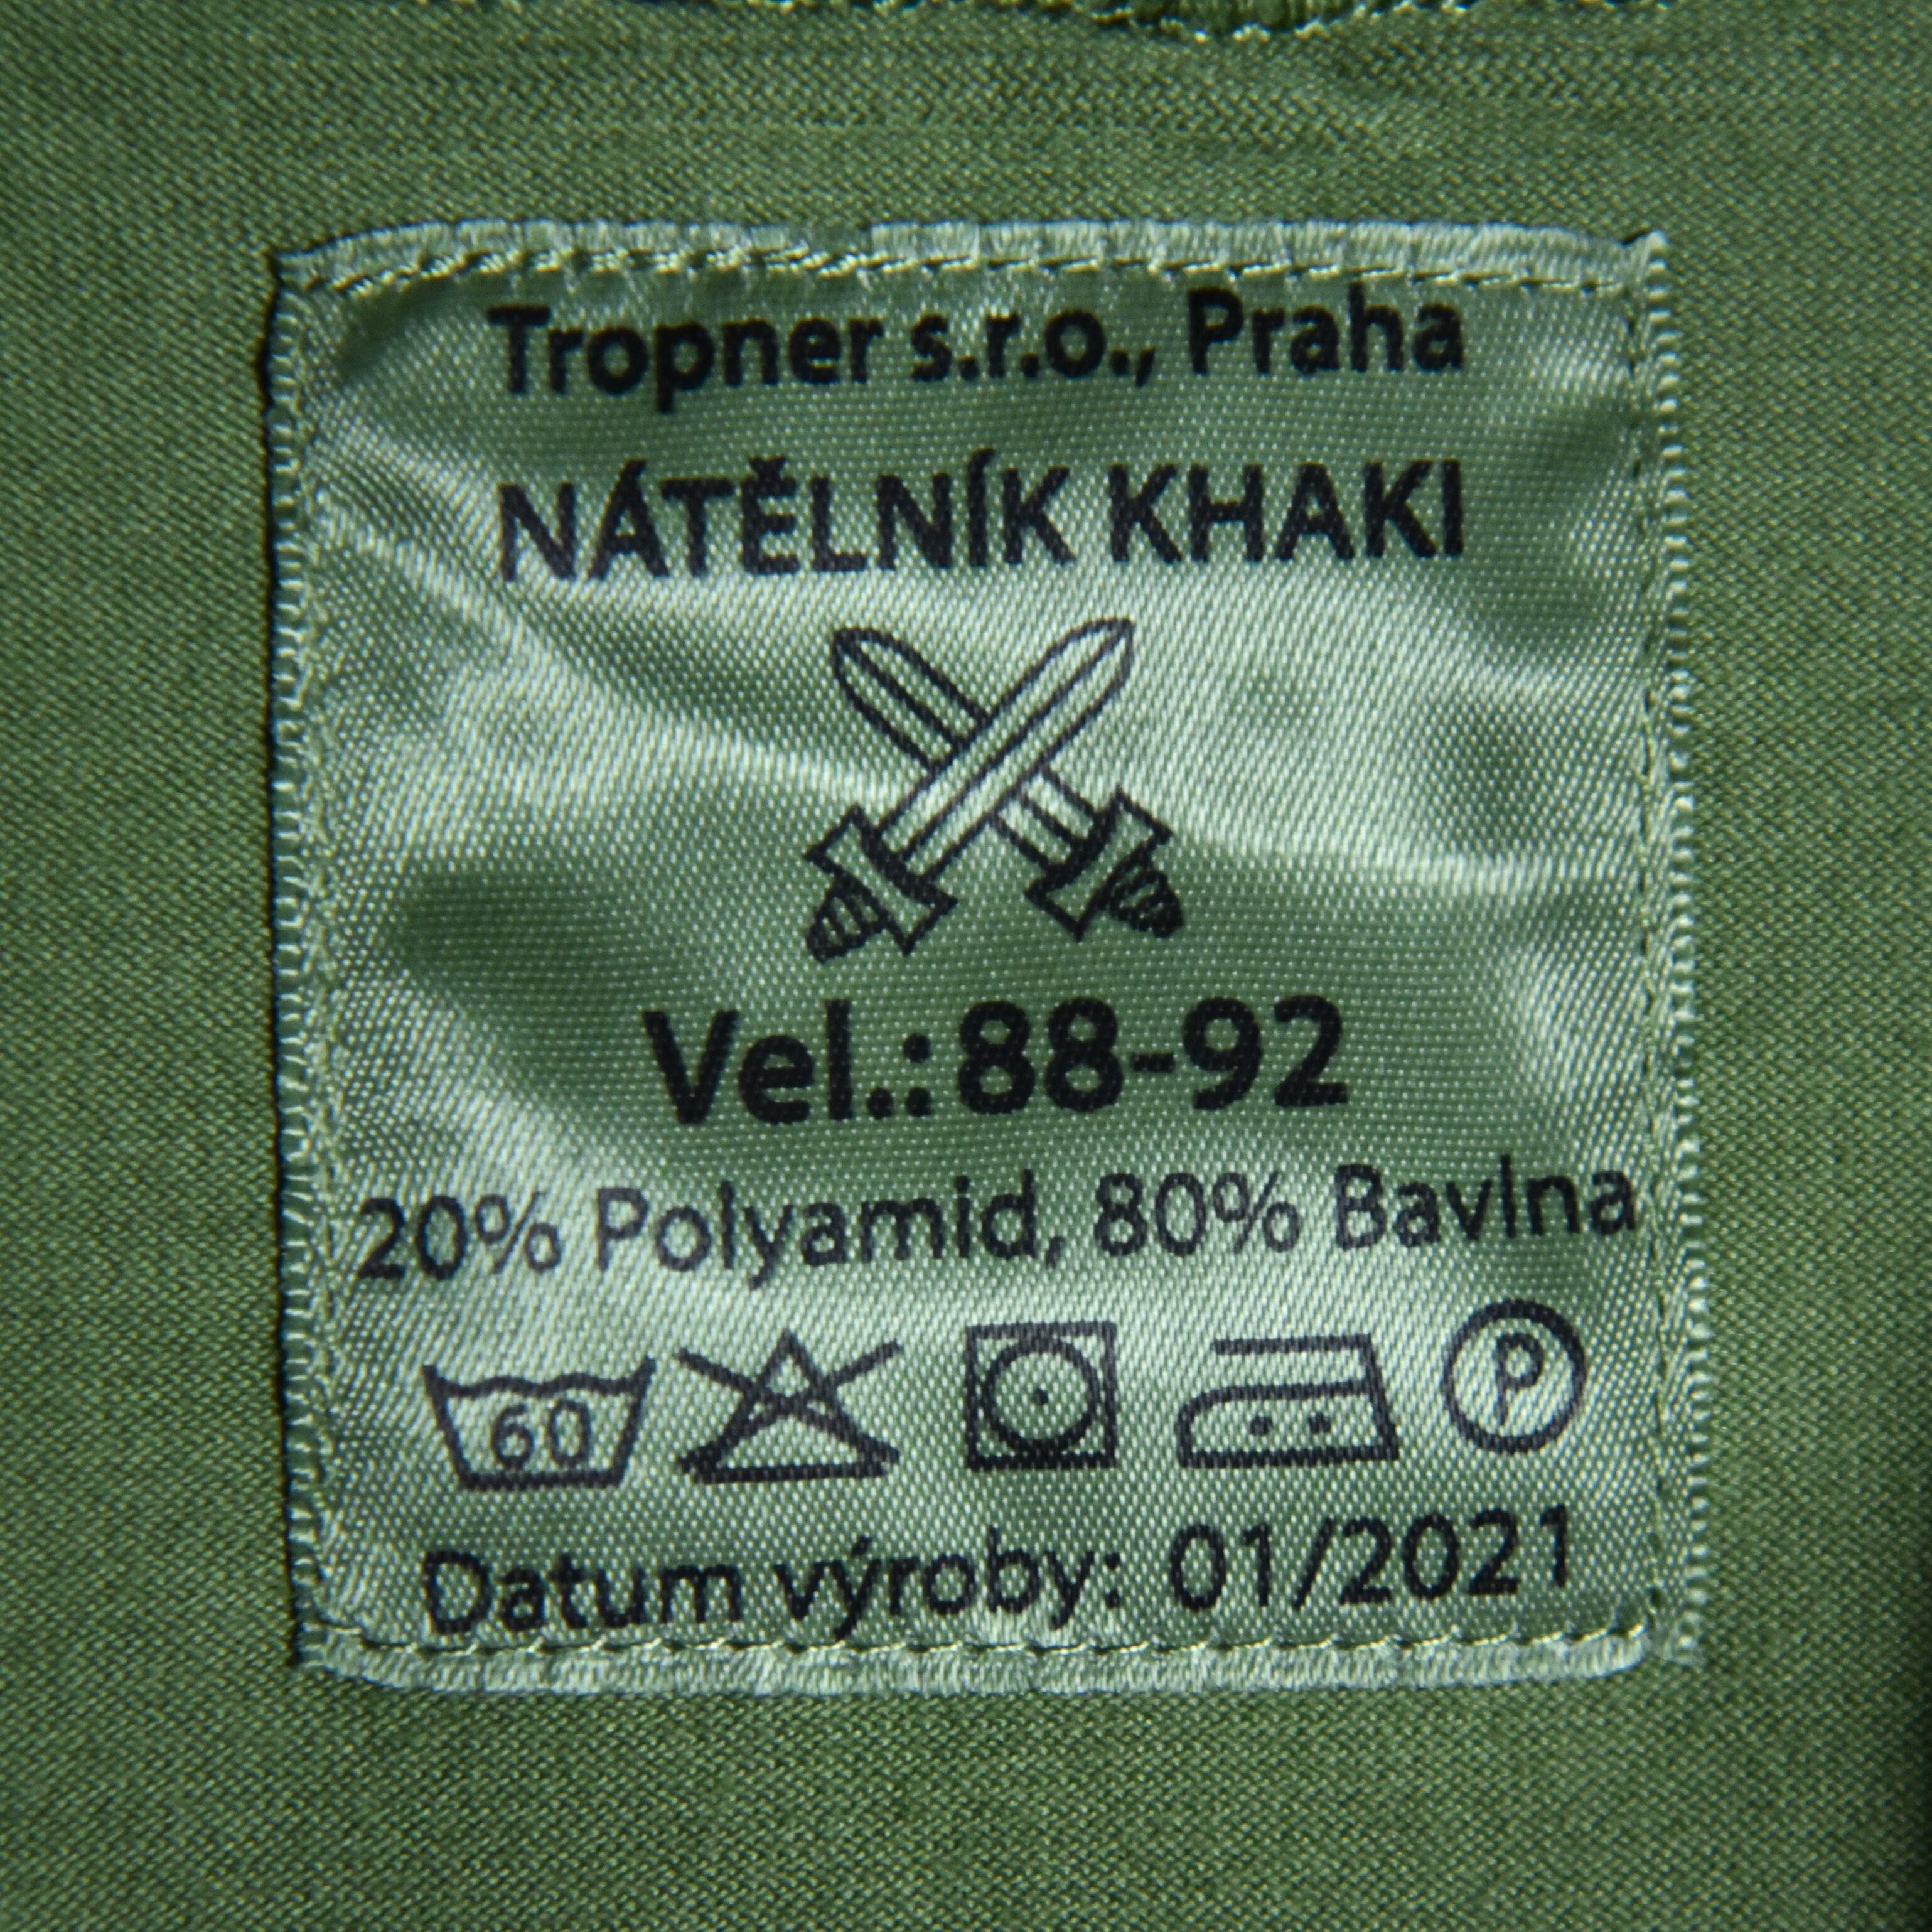 Tropner s.r.o., Praha
NÁTĚLNÍK KHAKI
Vel.:88-92
20% Polyamid, 80% Bavlna
60 P
Datum výroby: 01/2021